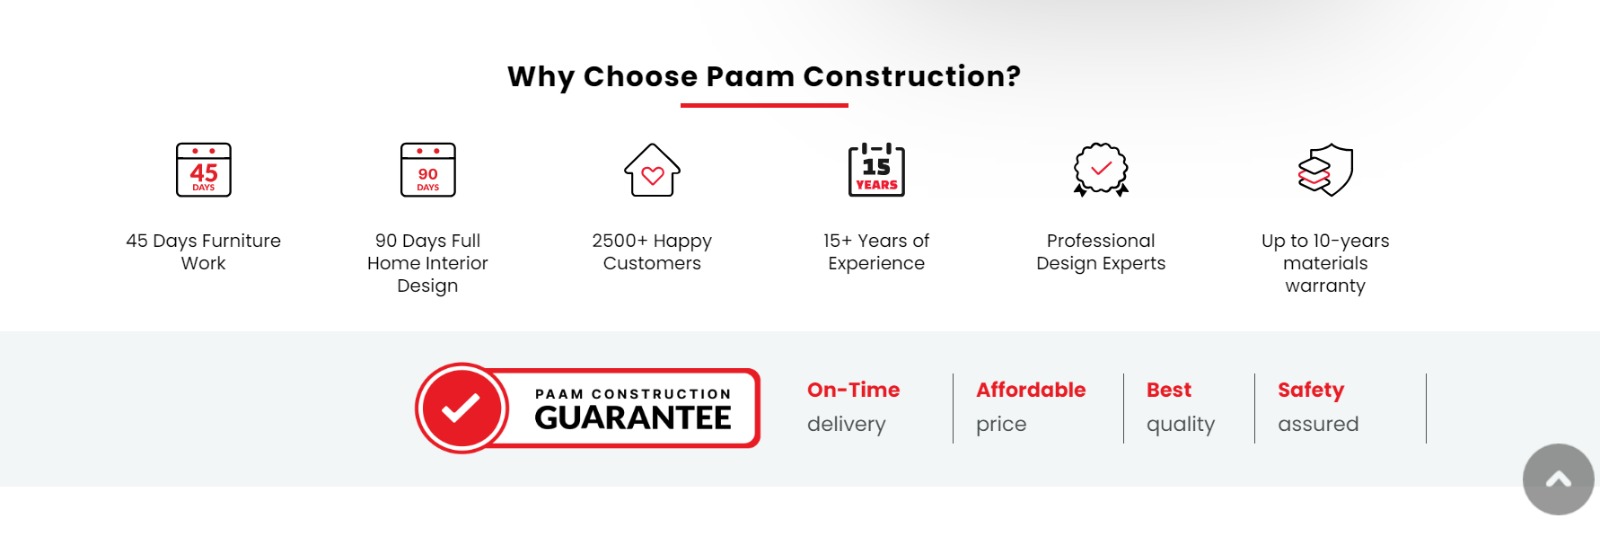 Why Choose Paam Construction?
45
DAYS
90
DAYS
15
YEARS
45 Days Furniture
Work
90 Days Full
Home Interior
Design
2500+ Happy
Customers
15+ Years of
Experience
Professional
Design Experts
Up to 10-years
materials
warranty
PAAM CONSTRUCTION
GUARANTEE
On-Time
delivery
Affordable
price
Best
quality
Safety
assured